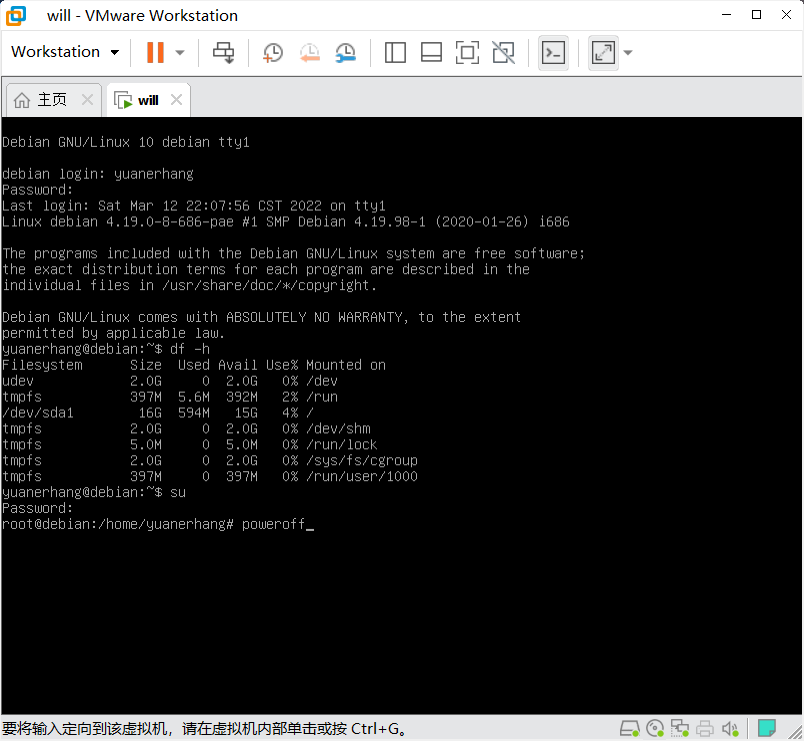 will - VMware Workstation
Workstation
主页
will
Debian GNU/Linux 10 debian tty1
debian login: yuanerhang
Password:
Last login: Sat Mar 12 22:07:56 CST 2022 on tty1
Linux debian 4.19.0-8-686-pae #1 SMP Debian 4.19.98-1 (2020-01-26) i686
The programs included with the Debian GNU/Linux system are free software;
the exact distribution terms for each program are described in the
individual files in /usr/share/doc/*/copyright.
Debian GNU/Linux comes with ABSOLUTELY NO WARRANTY, to the extent
permitted by applicable law.
yuanerhang@debian:~$ df -h
Filesystem      Size  Used Avail Use% Mounted on
udev            2.0G     0  2.0G   0% /dev
tmpfs           397M  5.6M  392M   2% /run
/dev/sda1        16G  594M   15G   4% /
tmpfs           2.0G     0  2.0G   0% /dev/shm
tmpfs           5.0M     0  5.0M   0% /run/lock
tmpfs           2.0G     0  2.0G   0% /sys/fs/cgroup
tmpfs           397M     0  397M   0% /run/user/1000
yuanerhang@debian:~$ su
Password:
root@debian:/home/yuanerhang# poweroff_
要将输入定向到该虚拟机，请在虚拟机内部单击或按 Ctrl+G。